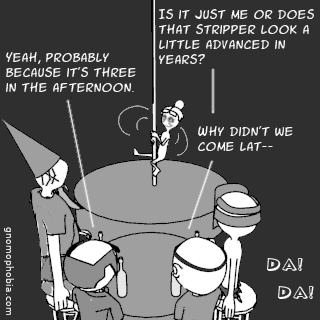 IS IT JUST ME OR DOES
THAT STRIPPER LOOK A
LITTLE ADVANCED IN
YEARS?
YEAH, PROBABLY
BECAUSE IT'S THREE
IN THE AFTERNOON.
WHY DIDN'T WE
COME LAT--
DA!
DA!
gnomophobia.com